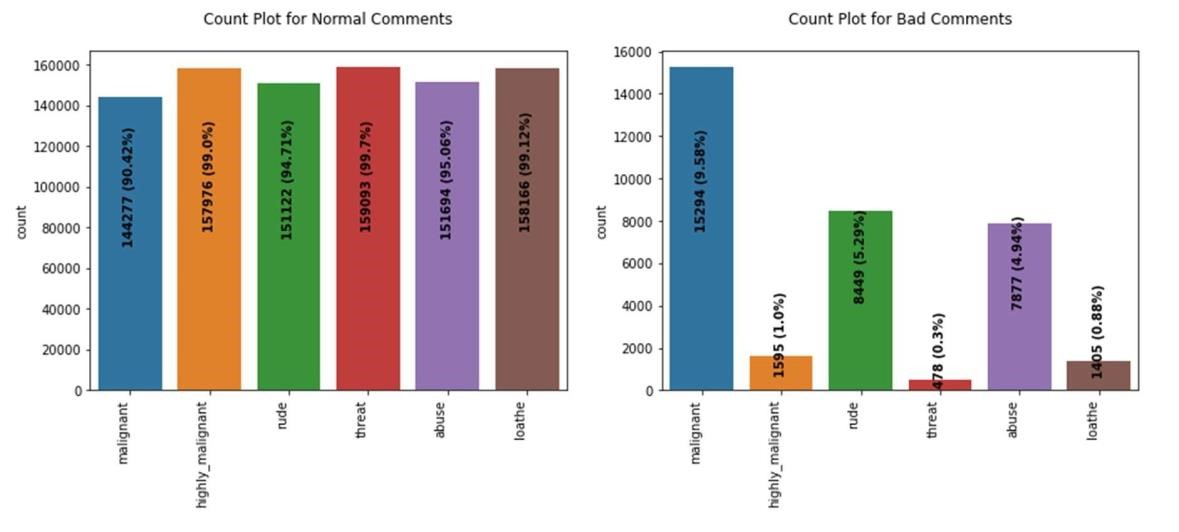 Count Plot for Normal Comments
count
160000
140000
120000
100000
80000
60000
40000
20000
0
144277 (90.42%)
157976 (99.0%)
151122 (94.71%)
159093 (99.7%)
151694 (95.06%)
158166 (99.12%)
malignant
highly_malignant
rude
threat
abuse
loathe
Count Plot for Bad Comments
count
16000
14000
12000
10000
8000
6000
4000
2000
0
15294 (9.58%)
1595 (1.0%)
8449 (5.29%)
478 (0.3%)
7877 (4.94%)
1405 (0.88%)
malignant
highly_malignant
rude
threat
abuse
loathe